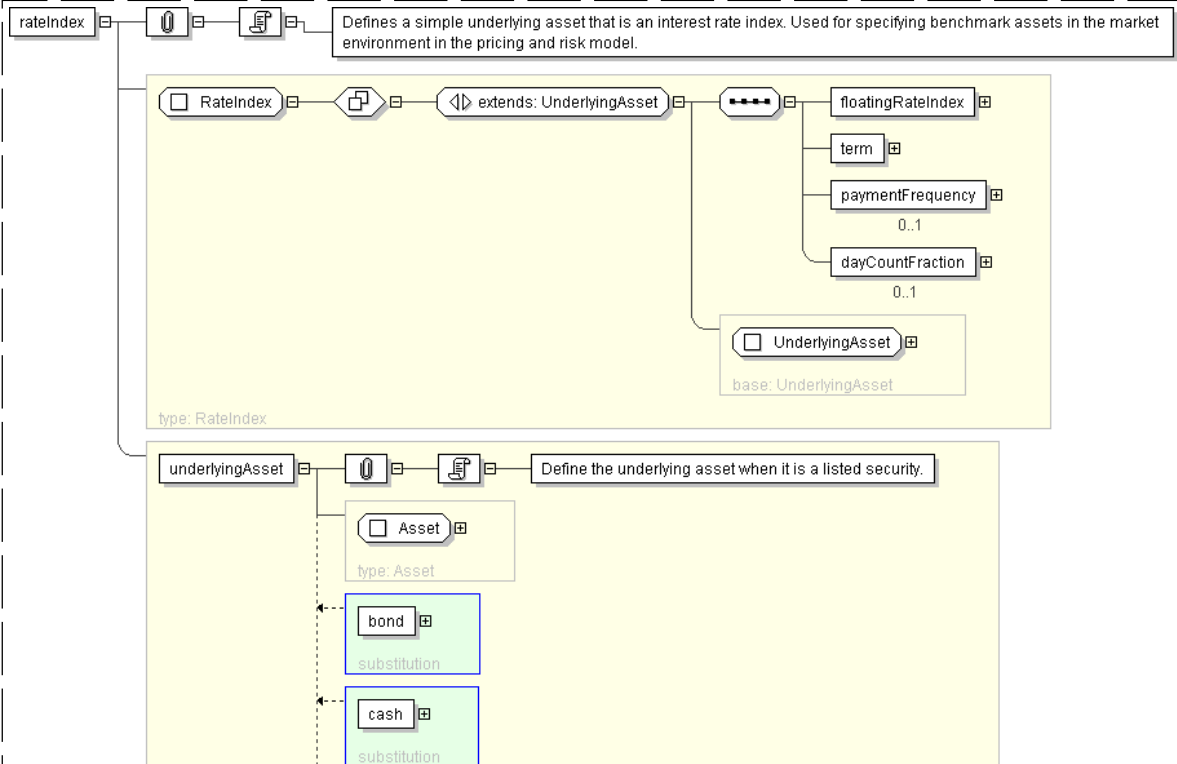 rateIndex
Defines a simple underlying asset that is an interest rate index. Used for specifying benchmark assets in the market
environment in the pricing and risk model.
RateIndex
extends: UnderlyingAsset
floatingRateIndex
term
paymentFrequency
0..1
dayCountFraction
0..1
UnderlyingAsset
base: UnderlyingAsset
type: RateIndex
underlyingAsset
Define the underlying asset when it is a listed security.
Asset
type: Asset
bond
substitution
cash
substitution